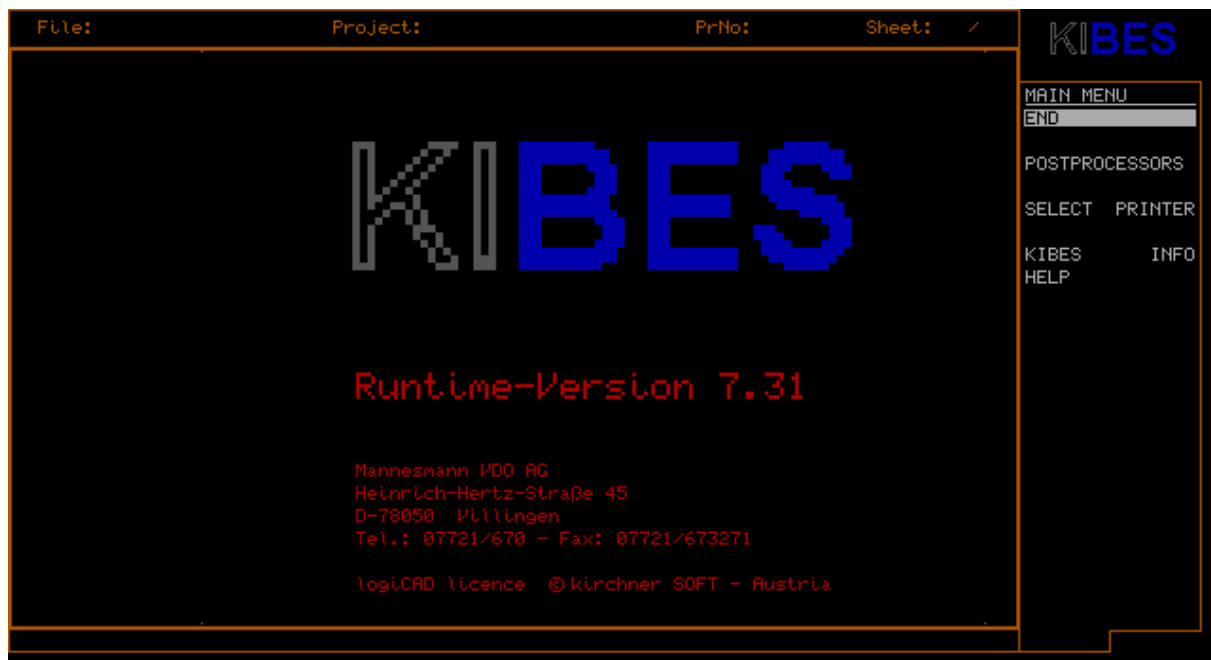 File: Project: PrNo: Sheet: /
KIBES
MAIN MENU
END
POSTPROCESSORS
SELECT PRINTER
KIBES INFO
HELP
KIBES
Runtime-Version 7.31
Mannesmann VDO AG
Heinrich-Hertz-Straße 45
D-78050 Villingen
Tel.: 07721/670 - Fax: 07721/673271
logiCAD licence © kirchner SOFT - Austria